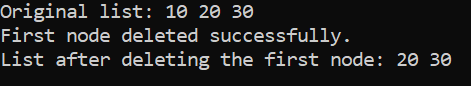 Original list: 10 20 30
First node deleted successfully.
List after deleting the first node: 20 30